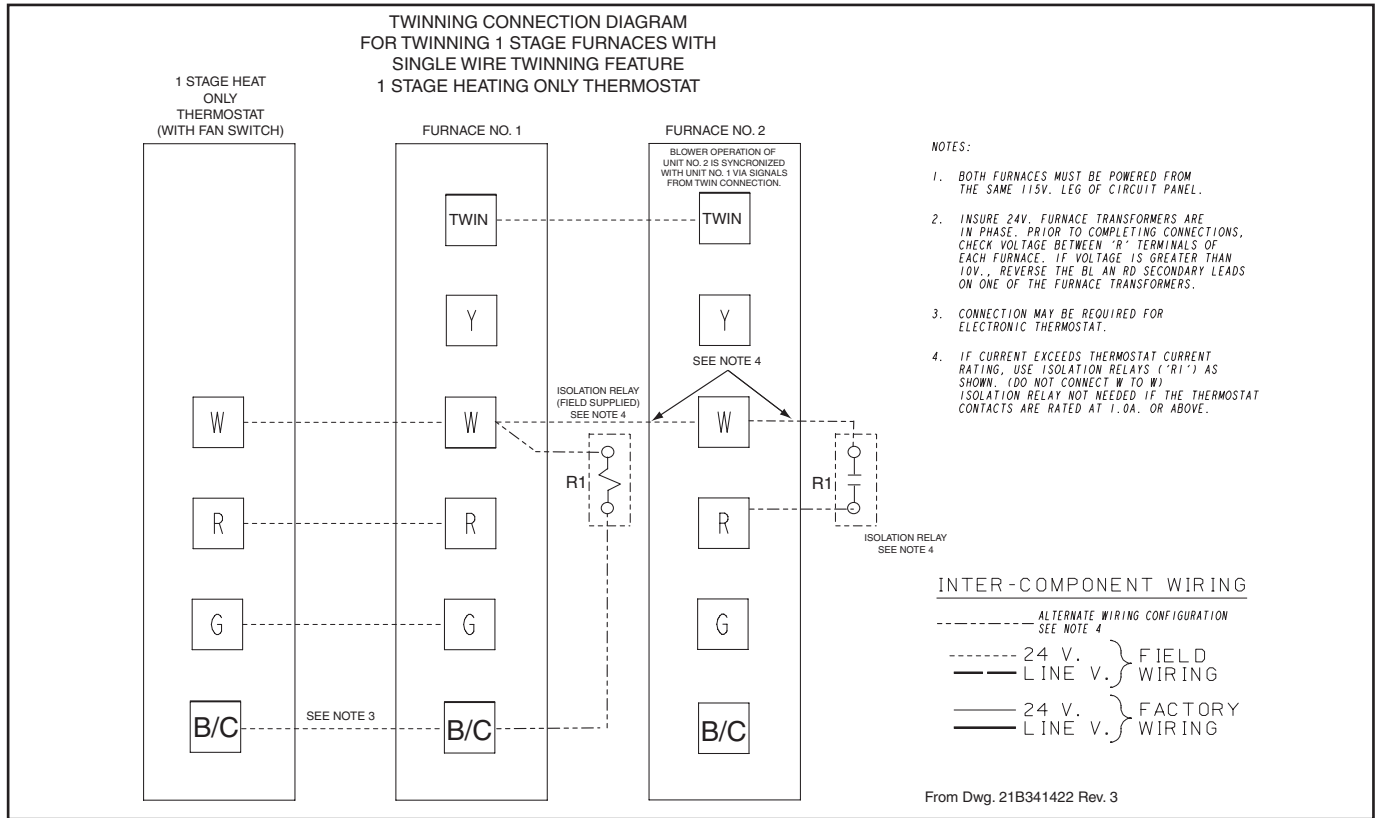 TWINNING CONNECTION DIAGRAM
FOR TWINNING 1 STAGE FURNACES WITH
SINGLE WIRE TWINNING FEATURE
1 STAGE HEATING ONLY THERMOSTAT
1 STAGE HEAT
ONLY
THERMOSTAT
(WITH FAN SWITCH)
FURNACE NO. 1
FURNACE NO. 2
BLOWER OPERATION OF
UNIT NO. 2 IS SYNCRONIZED
WITH UNIT NO. 1 VIA SIGNALS
FROM TWIN CONNECTION.
TWIN
TWIN
Y
Y
SEE NOTE 4
ISOLATION RELAY
(FIELD SUPPLIED)
SEE NOTE 4
W
W
W
R1
R1
R
R
R
ISOLATION RELAY
SEE NOTE 4
G
G
G
B/C
SEE NOTE 3
B/C
B/C
NOTES:
1. BOTH FURNACES MUST BE POWERED FROM
THE SAME 115V. LEG OF CIRCUIT PANEL.
2. INSURE 24V. FURNACE TRANSFORMERS ARE
IN PHASE. PRIOR TO COMPLETING CONNECTIONS,
CHECK VOLTAGE BETWEEN 'R' TERMINALS OF
EACH FURNACE. IF VOLTAGE IS GREATER THAN
10V., REVERSE THE BL AN RD SECONDARY LEADS
ON ONE OF THE FURNACE TRANSFORMERS.
3. CONNECTION MAY BE REQUIRED FOR
ELECTRONIC THERMOSTAT.
4. IF CURRENT EXCEEDS THERMOSTAT CURRENT
RATING, USE ISOLATION RELAYS ('R1') AS
SHOWN. (DO NOT CONNECT W TO W)
ISOLATION RELAY NOT NEEDED IF THE THERMOSTAT
CONTACTS ARE RATED AT 1.0A. OR ABOVE.
INTER-COMPONENT WIRING
ALTERNATE WIRING CONFIGURATION
SEE NOTE 4
24 V.
LINE V.
FIELD
WIRING
24 V.
LINE V.
FACTORY
WIRING
From Dwg. 21B341422 Rev. 3